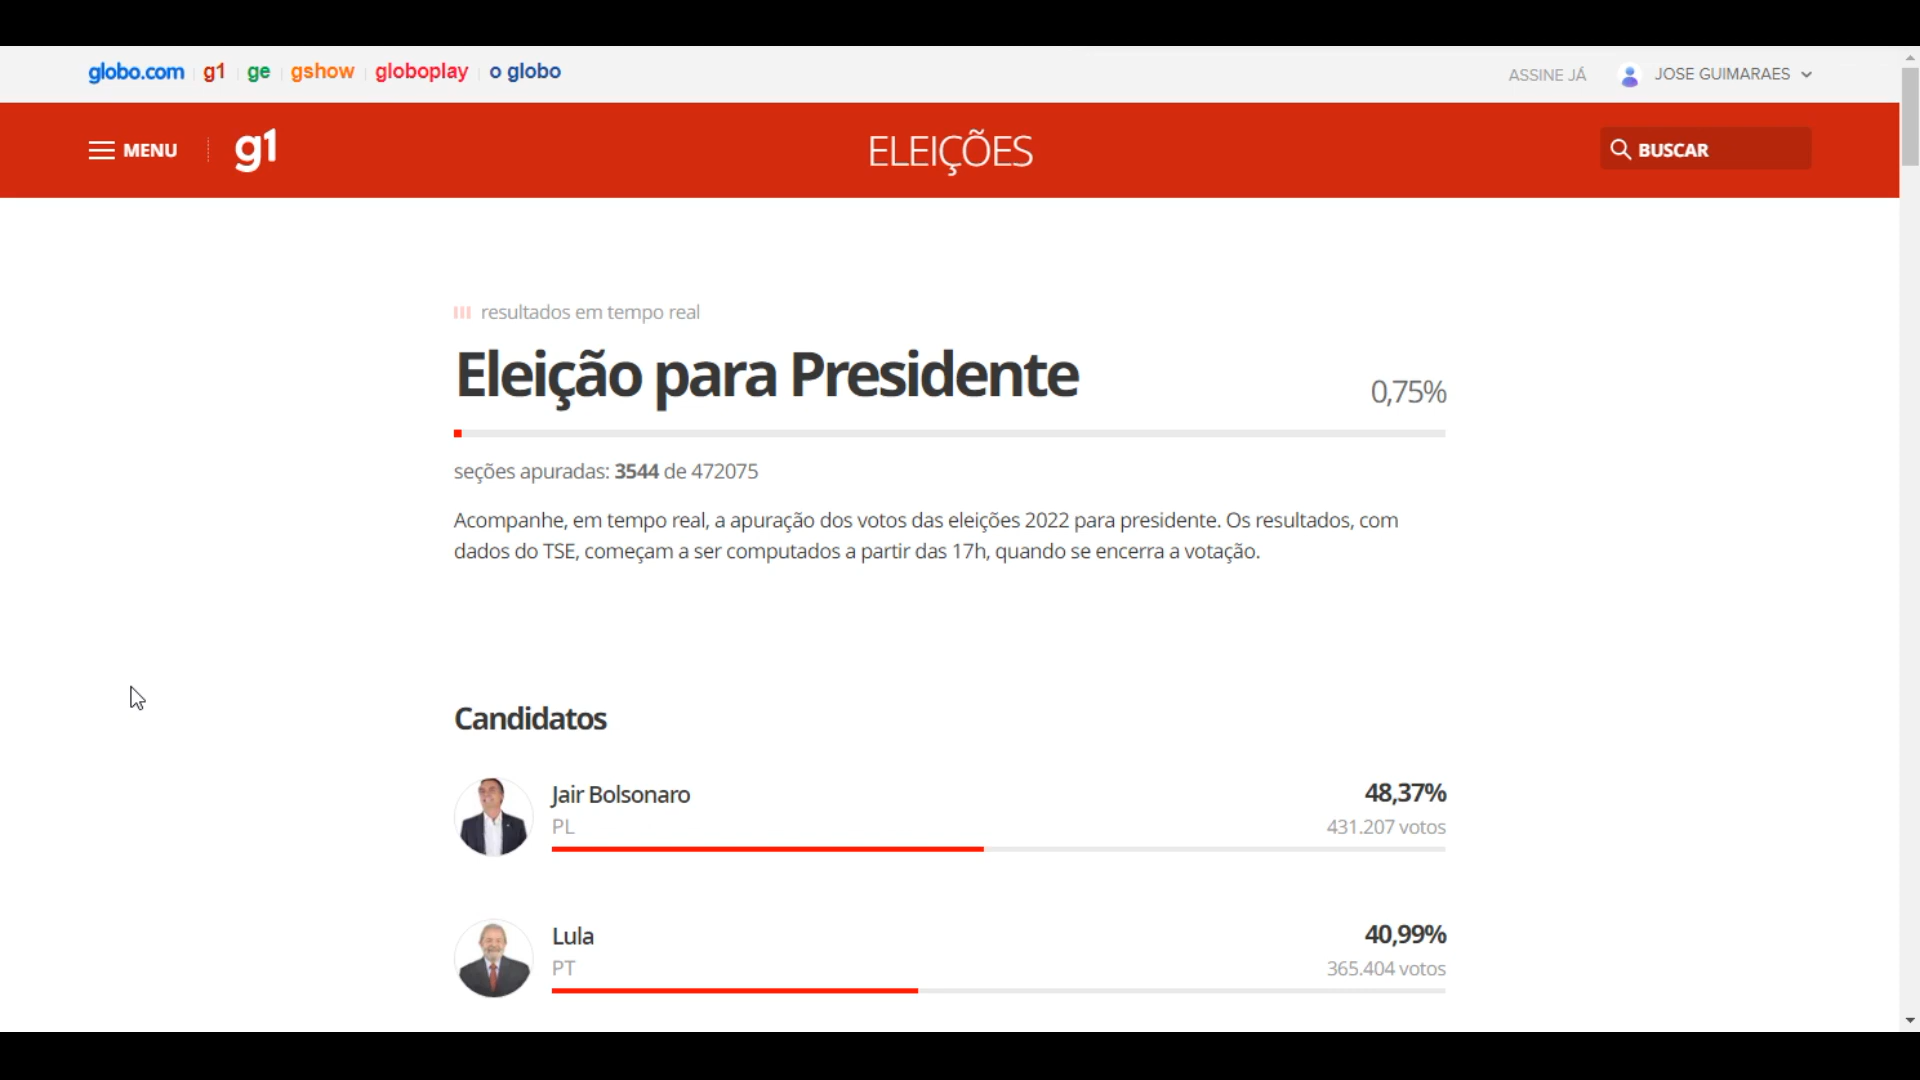 globo.com g1 ge gshow globoplay o globo ASSINE JÁ JOSE GUIMARAES
MENU g1 ELEIÇÕES BUSCAR
resultados em tempo real
Eleição para Presidente 0,75%
seções apuradas: 3544 de 472075
Acompanhe, em tempo real, a apuração dos votos das eleições 2022 para presidente. Os resultados, com
dados do TSE, começam a ser computados a partir das 17h, quando se encerra a votação.
Candidatos
Jair Bolsonaro 48,37%
PL 431.207 votos
Lula 40,99%
PT 365.404 votos